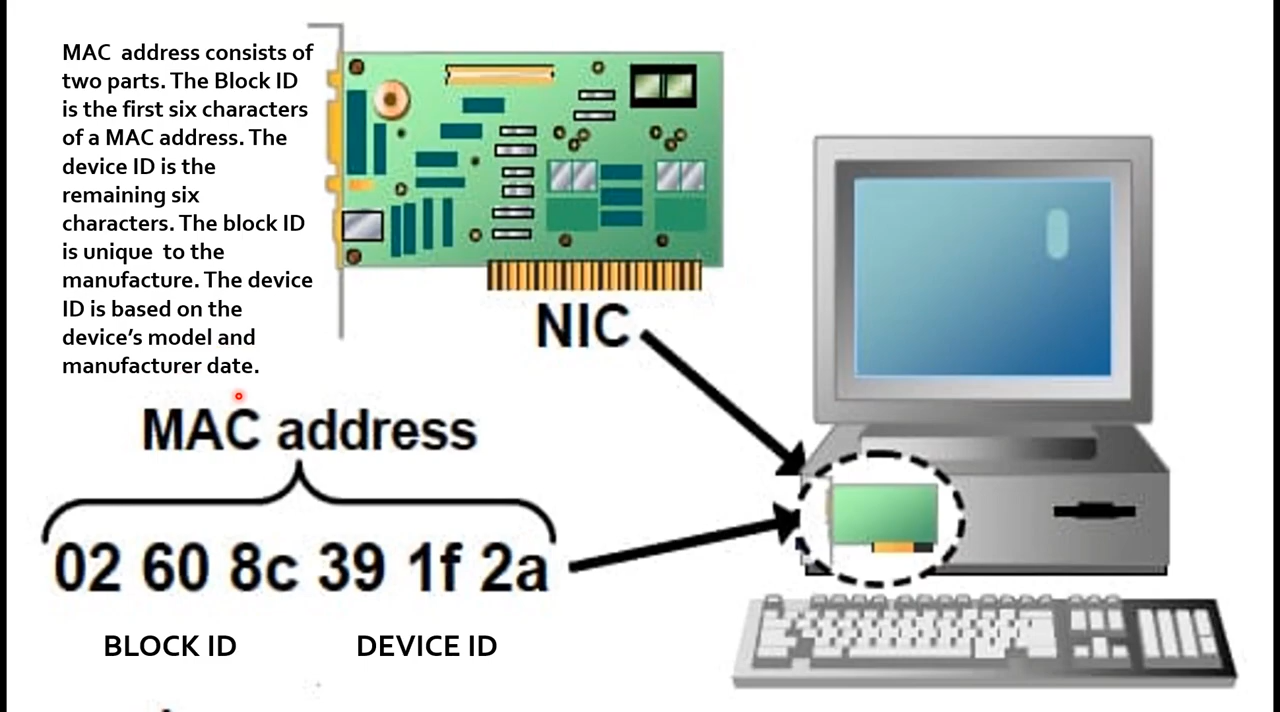 MAC address consists of
two parts. The Block ID
is the first six characters
of a MAC address. The
device ID is the
remaining six
characters. The block ID
is unique to the
manufacture. The device
ID is based on the
device's model and
manufacturer date.
NIC
MAC address
02 60 8c 39 1f 2a
BLOCK ID
DEVICE ID